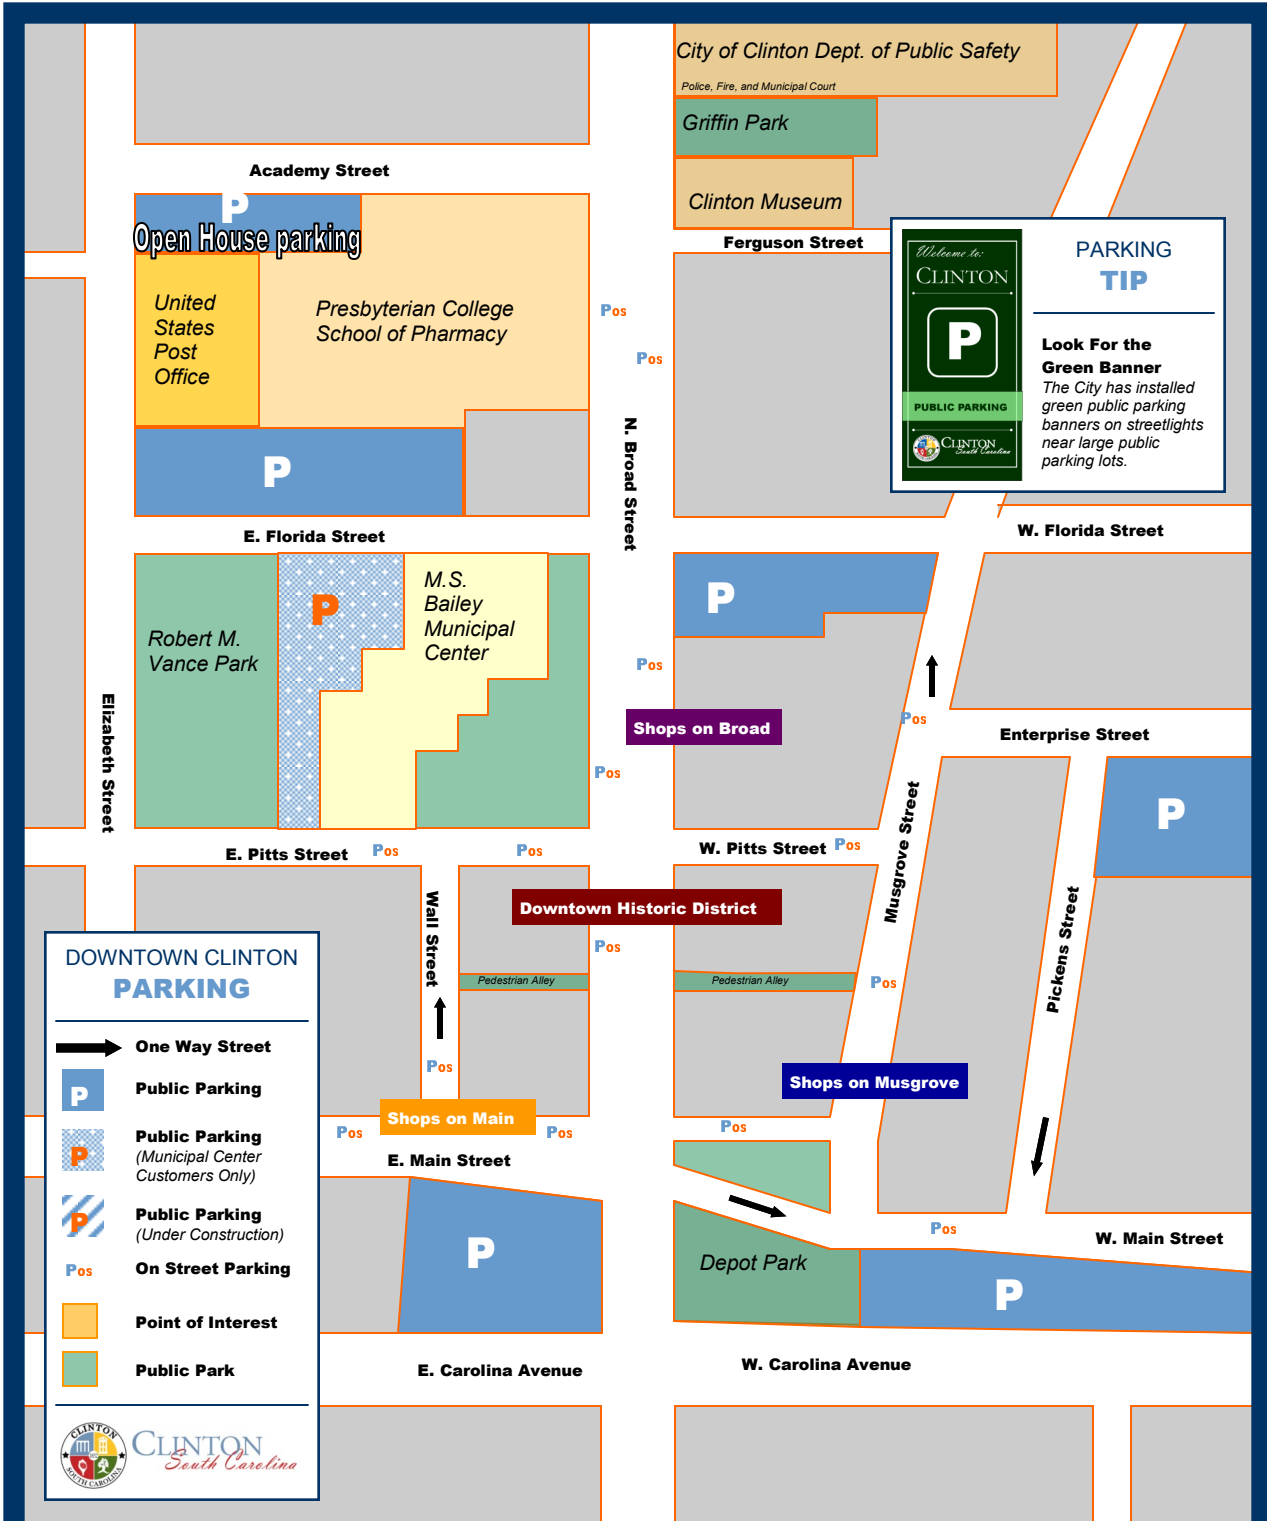 City of Clinton Dept. of Public Safety
Police, Fire, and Municipal Court
Griffin Park
Clinton Museum
Ferguson Street
Academy Street
P
Open House parking
United
States
Post
Office
Presbyterian College
School of Pharmacy
Pos
Pos
N. Broad Street
P
E. Florida Street
Welcome to:
CLINTON
P
PUBLIC PARKING
CLINTON
South Carolina
PARKING
TIP
Look For the
Green Banner
The City has installed
green public parking
banners on streetlights
near large public
parking lots.
W. Florida Street
Robert M.
Vance Park
P
M.S.
Bailey
Municipal
Center
P
Pos
Shops on Broad
Pos
Pos
Enterprise Street
Elizabeth Street
Musgrove Street
P
E. Pitts Street
Pos
Pos
W. Pitts Street
Pos
Wall Street
Downtown Historic District
Pos
Pickens Street
Pedestrian Alley
Pedestrian Alley
Pos
Pos
Shops on Musgrove
Shops on Main
Pos
Pos
Pos
E. Main Street
P
Depot Park
Pos
W. Main Street
P
E. Carolina Avenue
W. Carolina Avenue
DOWNTOWN CLINTON
PARKING
One Way Street
P
Public Parking
P
Public Parking
(Municipal Center
Customers Only)
P
Public Parking
(Under Construction)
Pos
On Street Parking
Point of Interest
Public Park
CLINTON
SOUTH CAROLINA
CLINTON
South Carolina